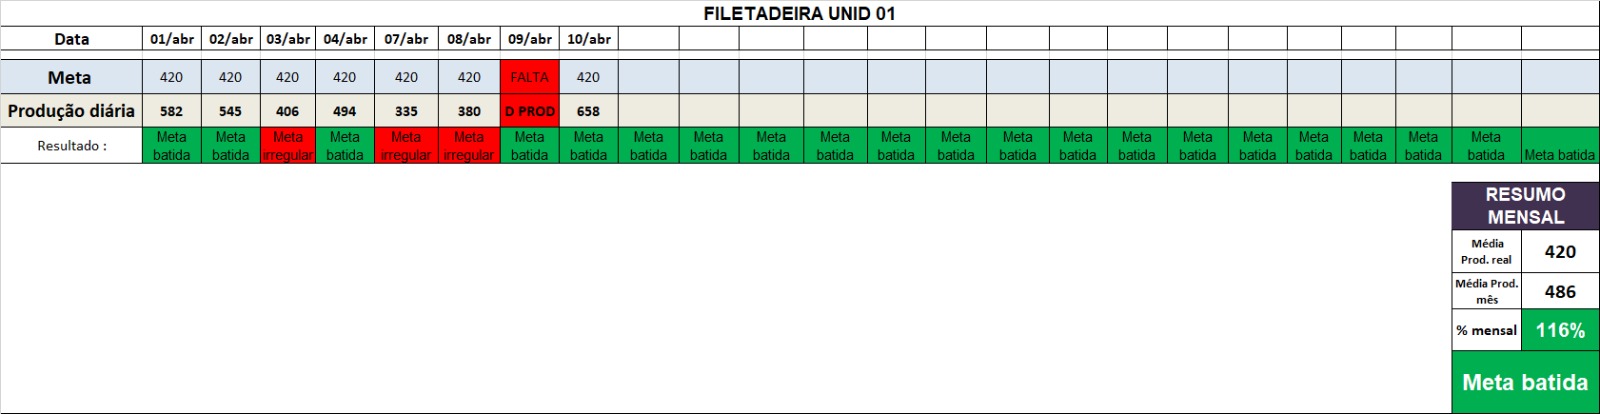 FILETADEIRA UNID 01
Data 01/abr 02/abr 03/abr 04/abr 07/abr 08/abr 09/abr 10/abr
Meta 420 420 420 420 420 420 FALTA 420
Produção diária 582 545 406 494 335 380 D PROD 658
Resultado : Meta batida Meta batida Meta irregular Meta batida Meta irregular Meta irregular Meta batida Meta batida Meta batida Meta batida Meta batida Meta batida Meta batida Meta batida Meta batida Meta batida Meta batida Meta batida Meta batida Meta batida Meta batida Meta batida Meta batida Meta batida
RESUMO
MENSAL
Média
Prod. real 420
Média Prod.
mês 486
% mensal 116%
Meta batida